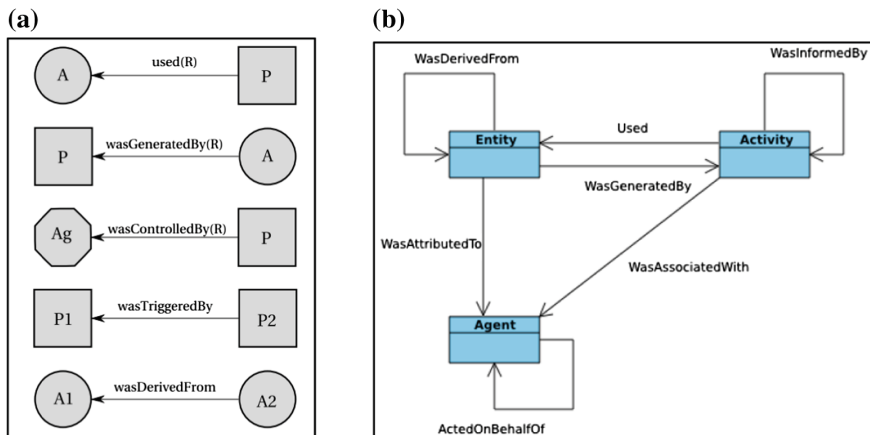 (a)
A
used(R)
P
P
wasGeneratedBy(R)
A
Ag
wasControlledBy(R)
P
P1
wasTriggeredBy
P2
A1
wasDerivedFrom
A2
(b)
WasDerivedFrom
WasInformedBy
Entity
Used
Activity
WasGeneratedBy
WasAttributedTo
WasAssociatedWith
Agent
ActedOnBehalfOf